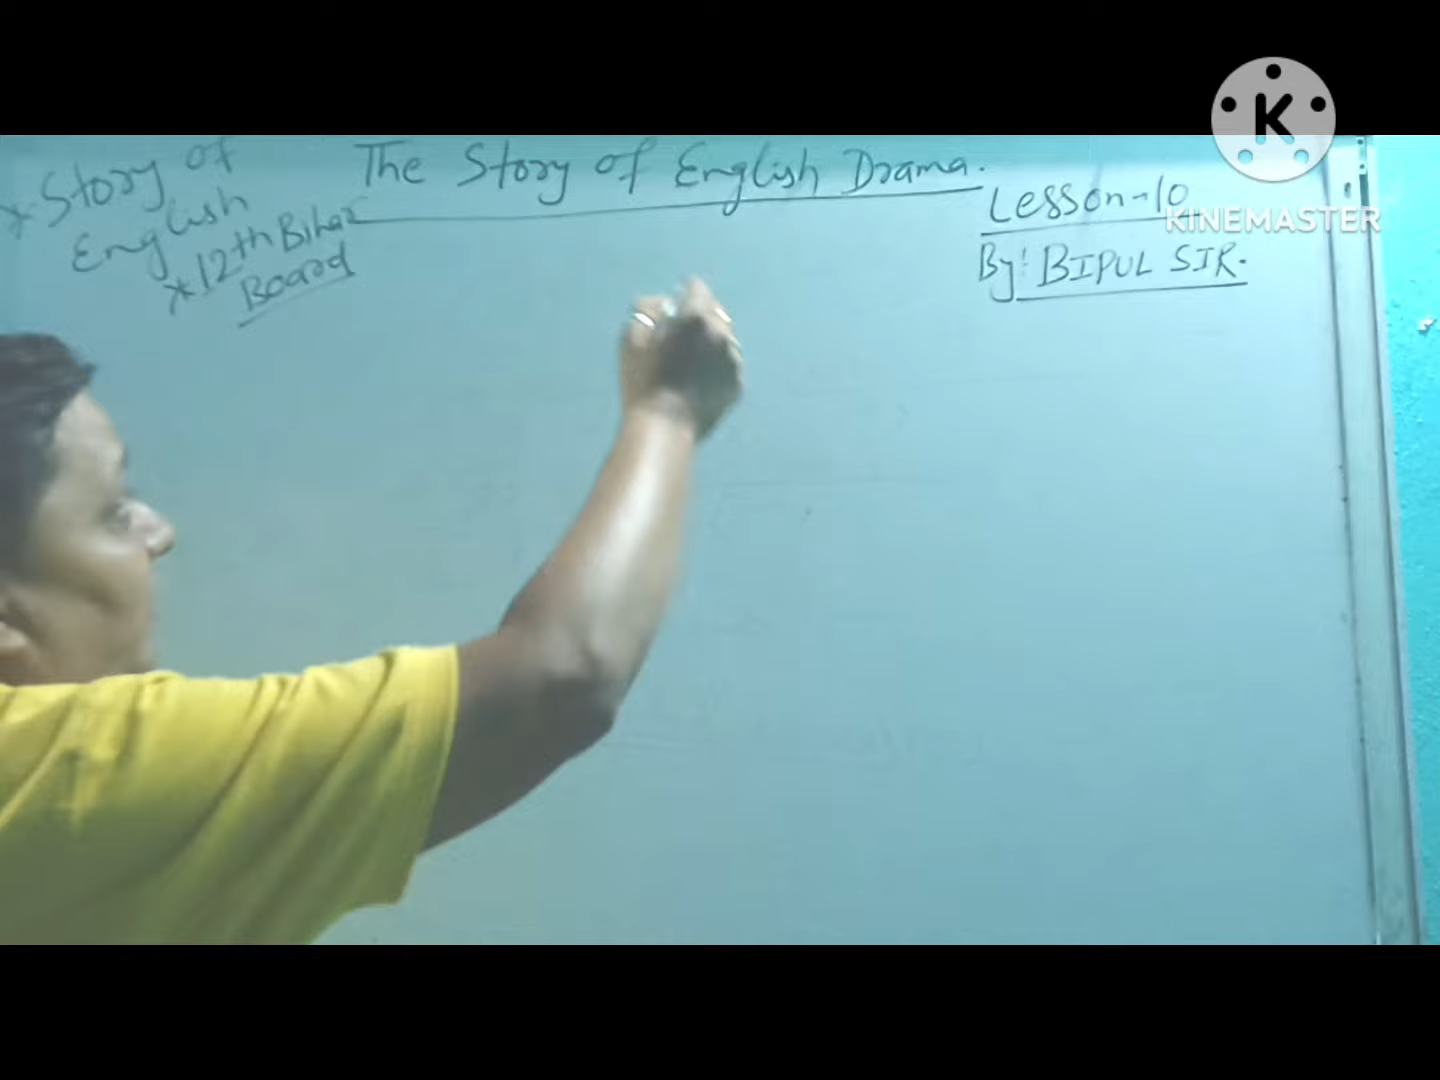 The Story of English Drama.
* Story of
English
* 12th Bihar
Board
Lesson-10
By: BIPUL SIR.
K
KINEMASTER